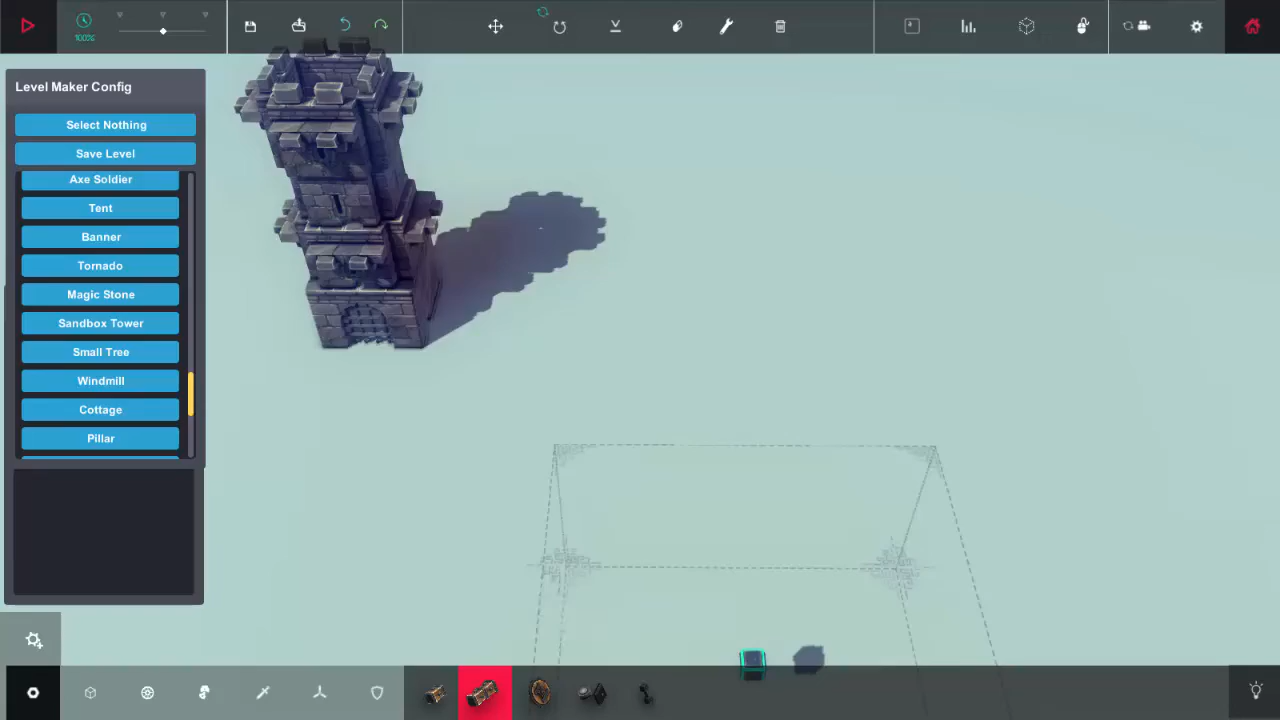 100%
Level Maker Config
Select Nothing
Save Level
Axe Soldier
Tent
Banner
Tornado
Magic Stone
Sandbox Tower
Small Tree
Windmill
Cottage
Pillar